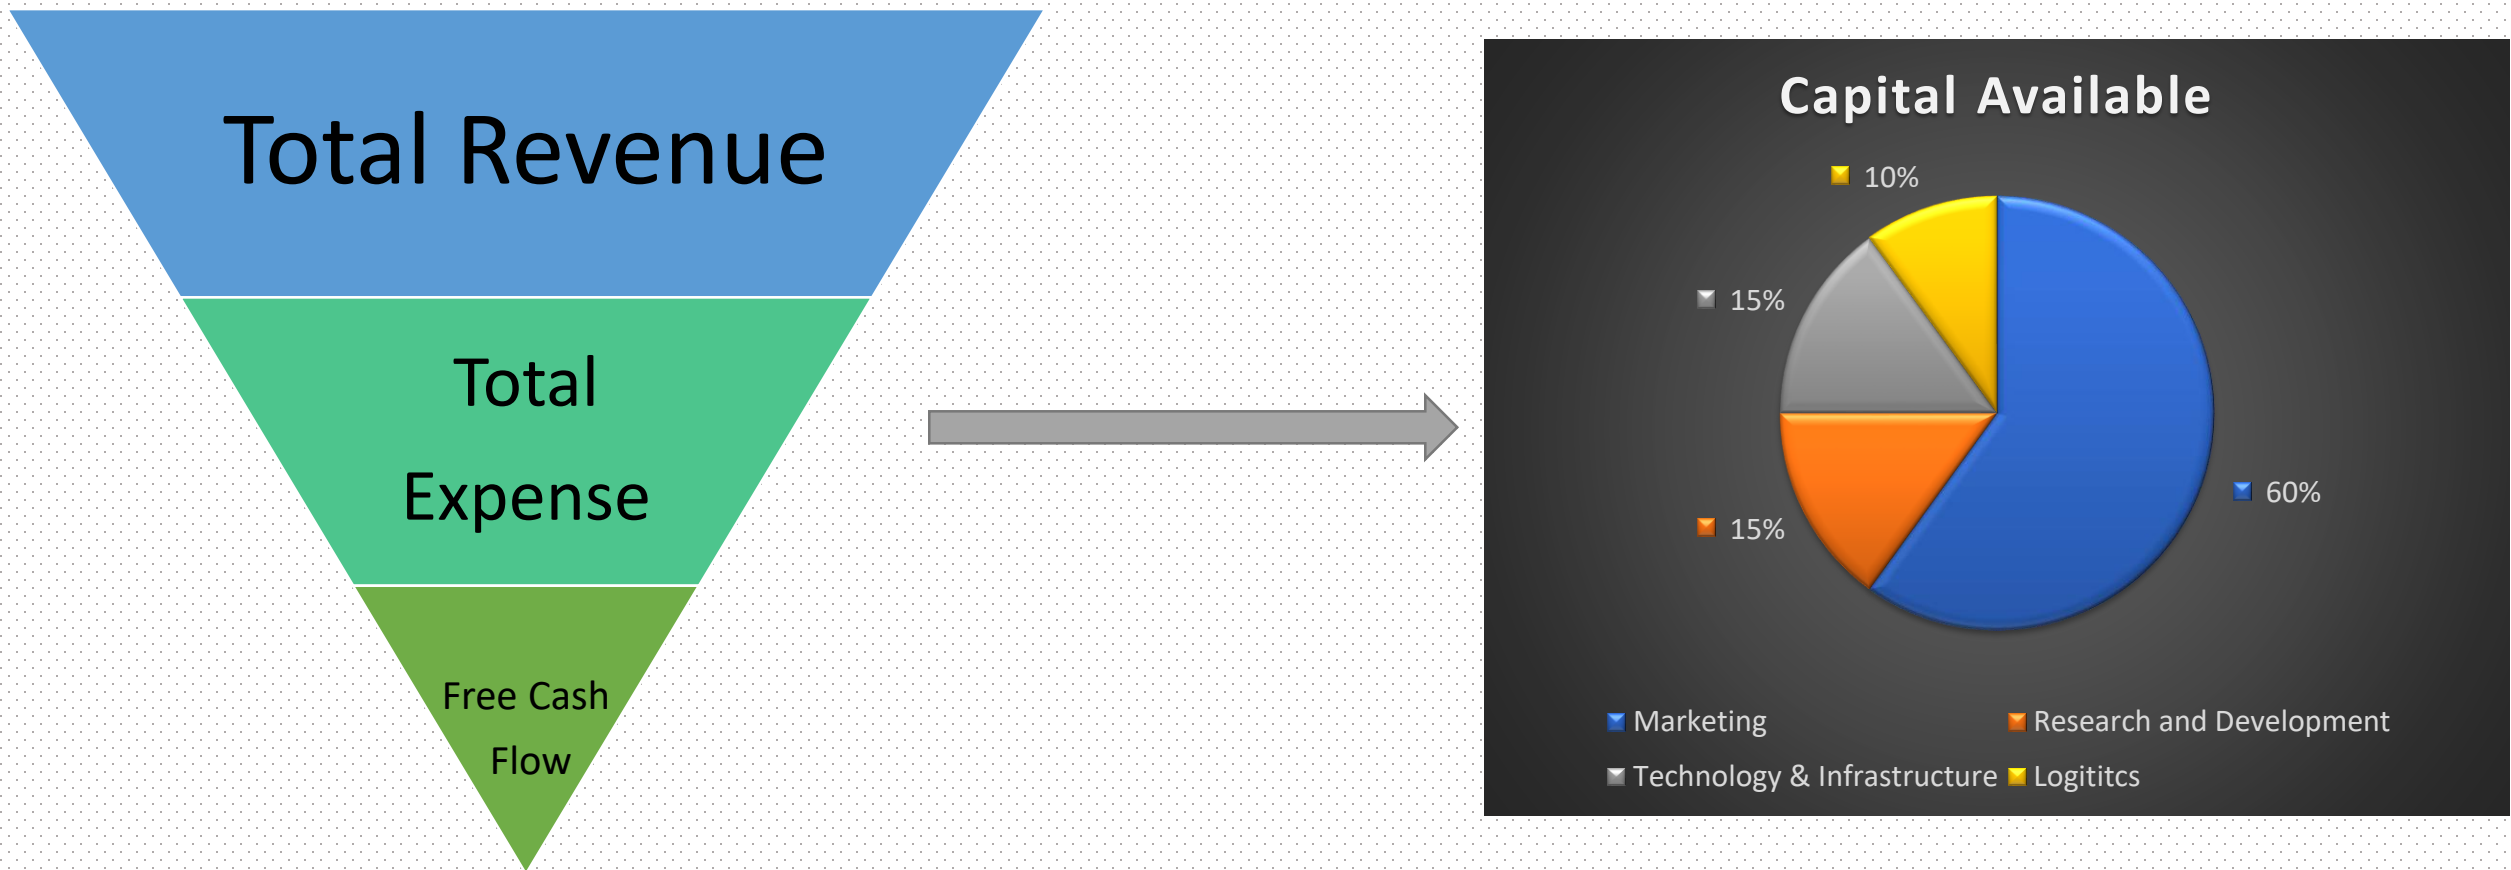 Total Revenue
Total
Expense
Free Cash
Flow
Capital Available
10%
15%
15%
60%
Marketing
Research and Development
Technology & Infrastructure
Logititcs